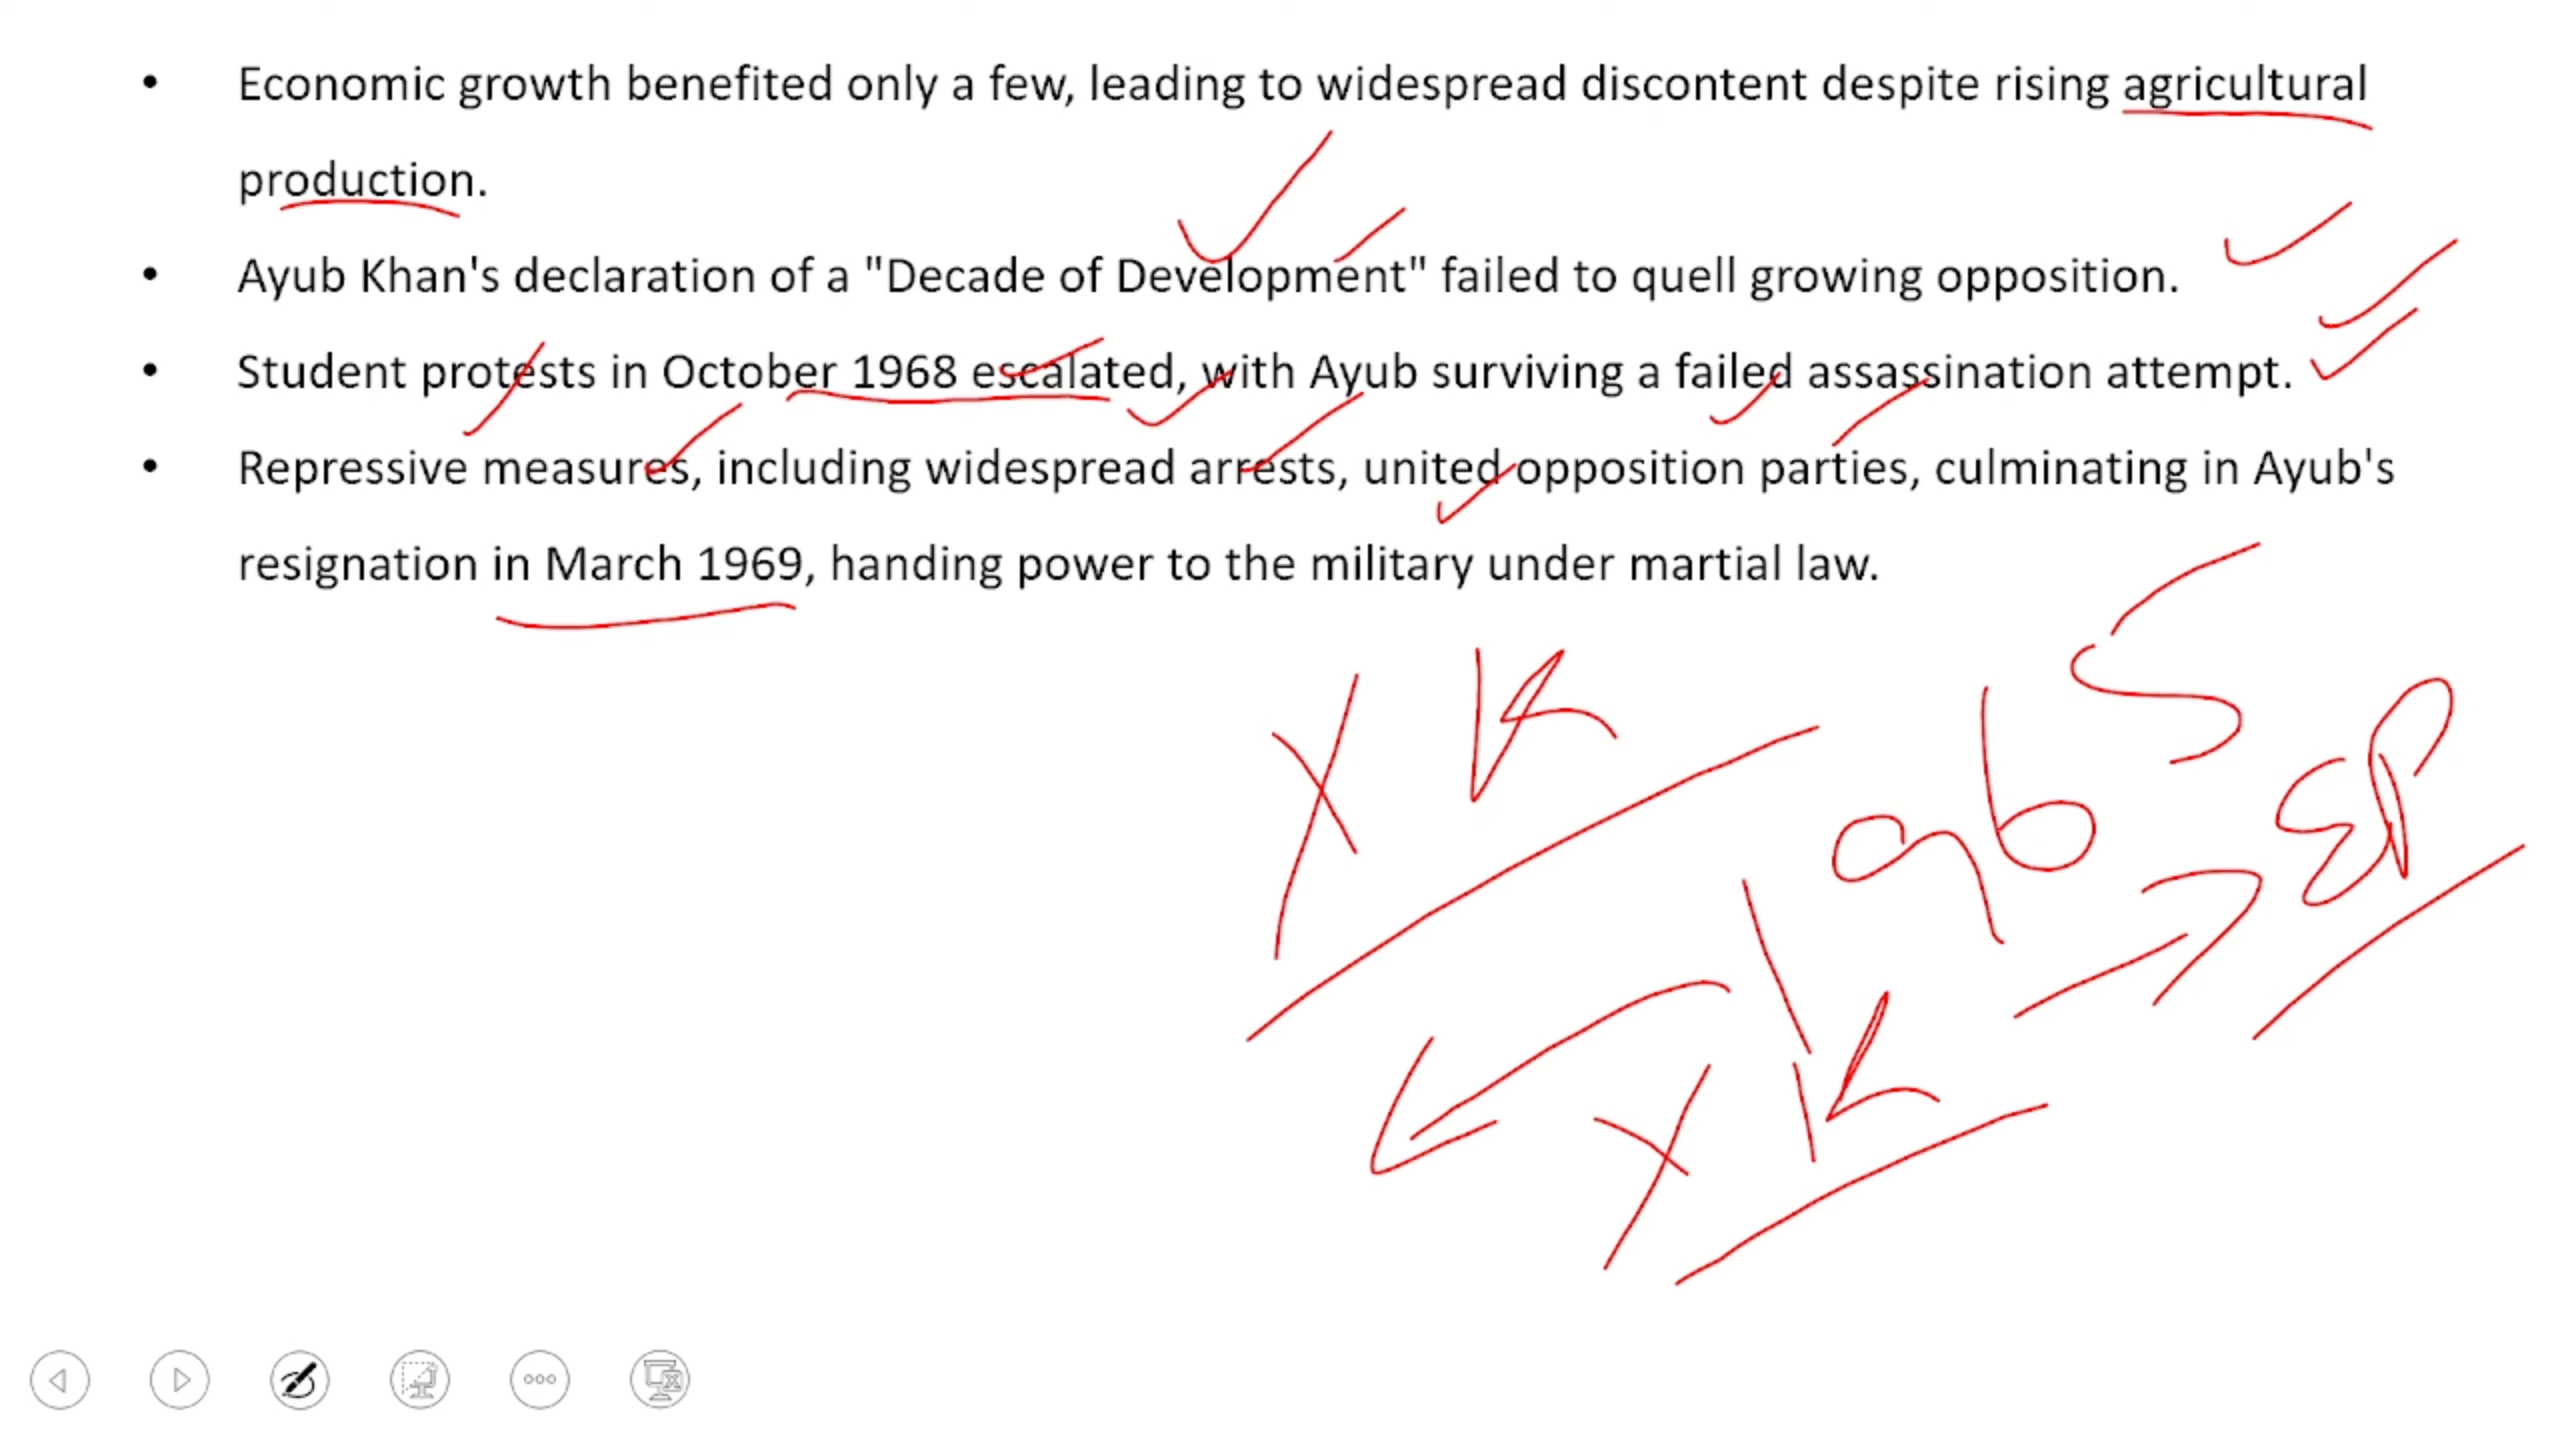 • Economic growth benefited only a few, leading to widespread discontent despite rising agricultural
production.
• Ayub Khan's declaration of a "Decade of Development" failed to quell growing opposition.
• Student protests in October 1968 escalated, with Ayub surviving a failed assassination attempt.
• Repressive measures, including widespread arrests, united opposition parties, culminating in Ayub's
resignation in March 1969, handing power to the military under martial law.
YK
1965
EP
YK